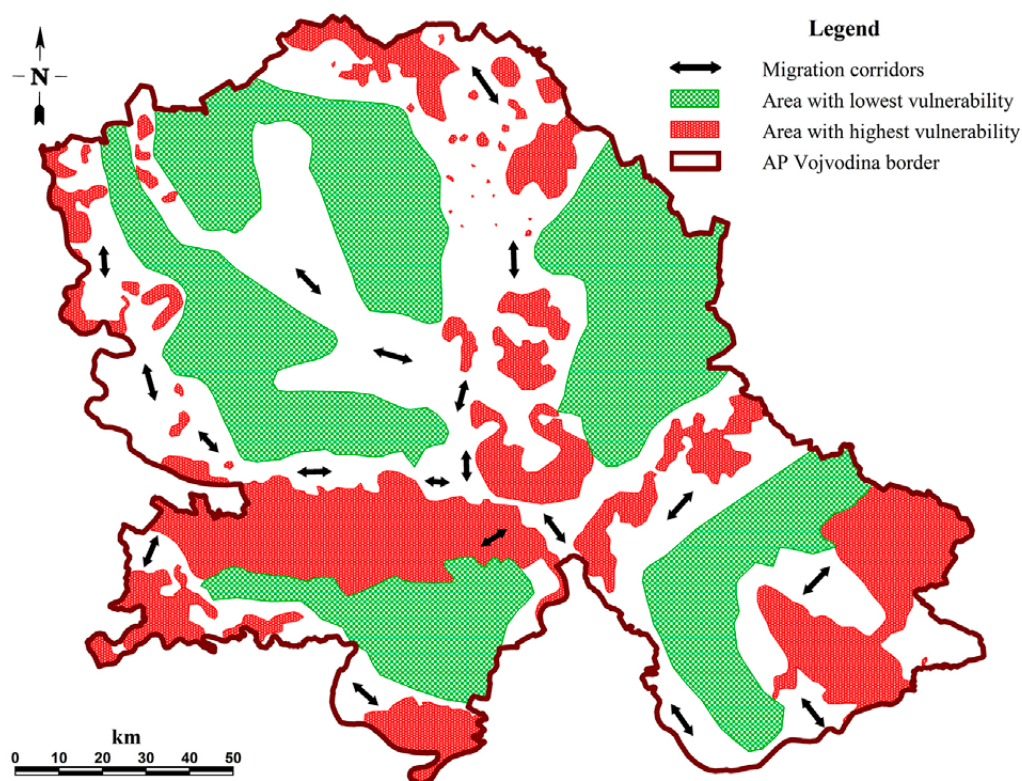 Legend
N
Migration corridors
Area with lowest vulnerability
Area with highest vulnerability
AP Vojvodina border
km
0 10 20 30 40 50